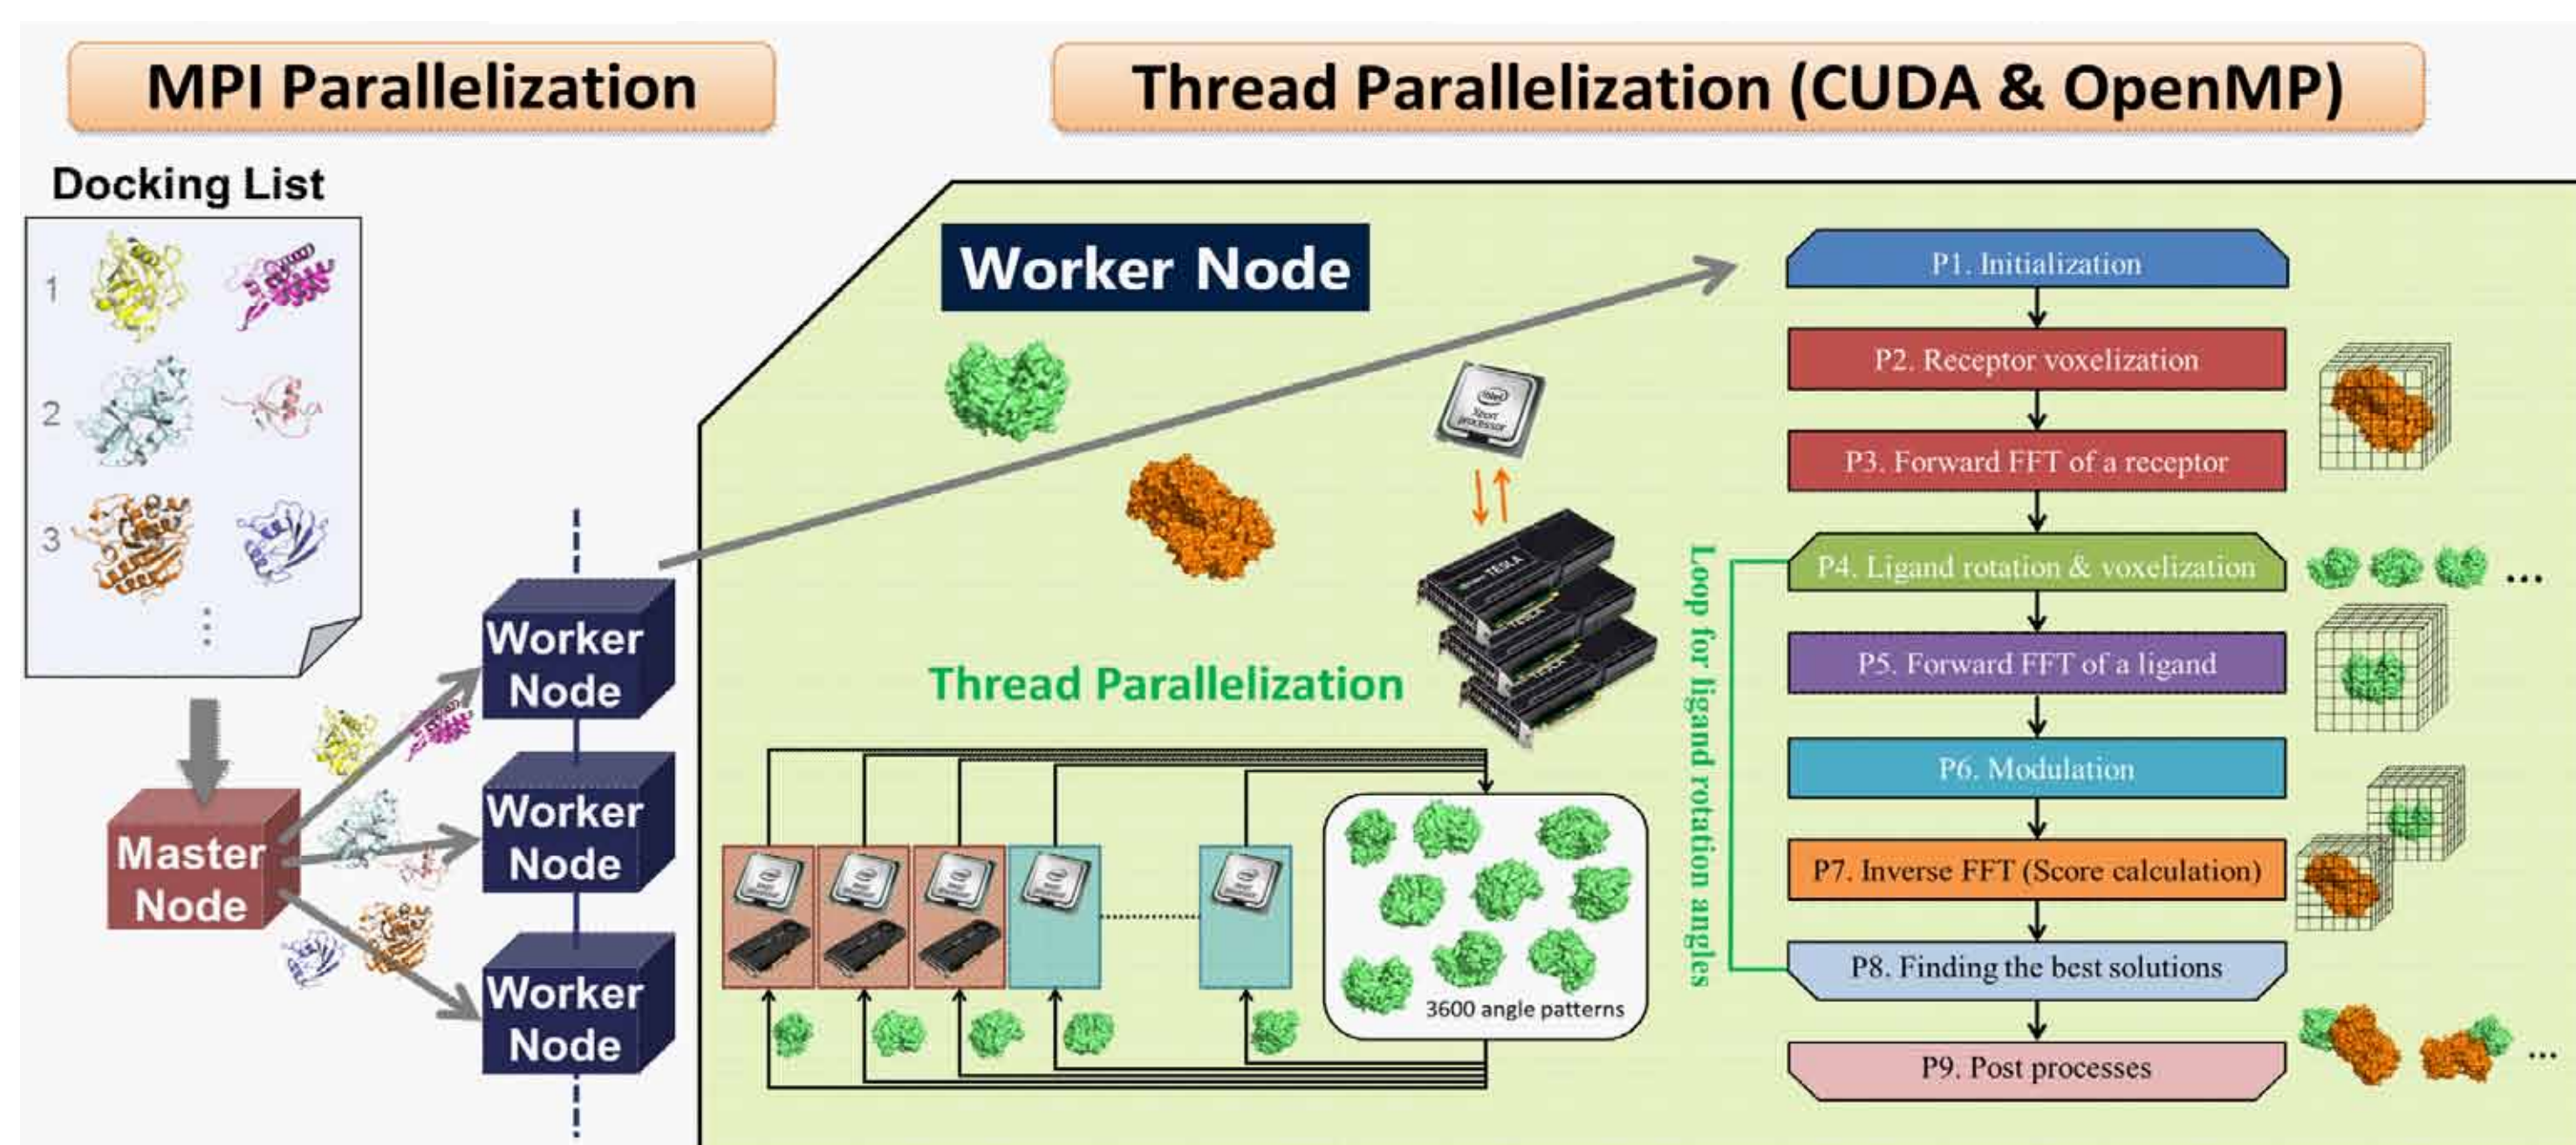 MPI Parallelization
Thread Parallelization (CUDA & OpenMP)
Docking List
1
2
3
Master
Node
Worker
Node
Worker
Node
Worker
Node
Worker Node
Thread Parallelization
TESLA
3600 angle patterns
Loop for ligand rotation angles
P1. Initialization
P2. Receptor voxelization
P3. Forward FFT of a receptor
P4. Ligand rotation & voxelization
...
P5. Forward FFT of a ligand
P6. Modulation
P7. Inverse FFT (Score calculation)
P8. Finding the best solutions
P9. Post processes
...